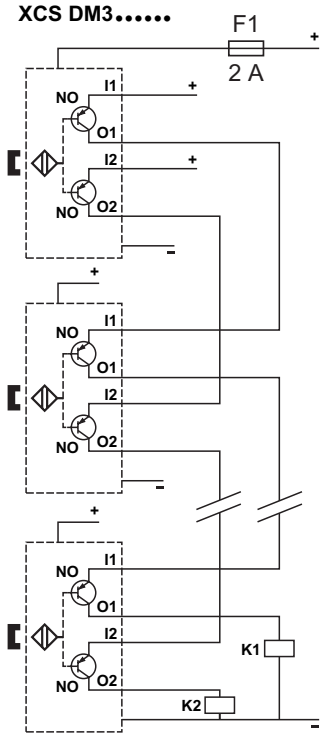 XCS DM3••••••
F1
+
2 A
I1
+
NO
O1
I2
+
NO
O2
-
+
I1
NO
O1
I2
NO
O2
-
+
I1
NO
O1
I2
K1
NO
O2
K2
-